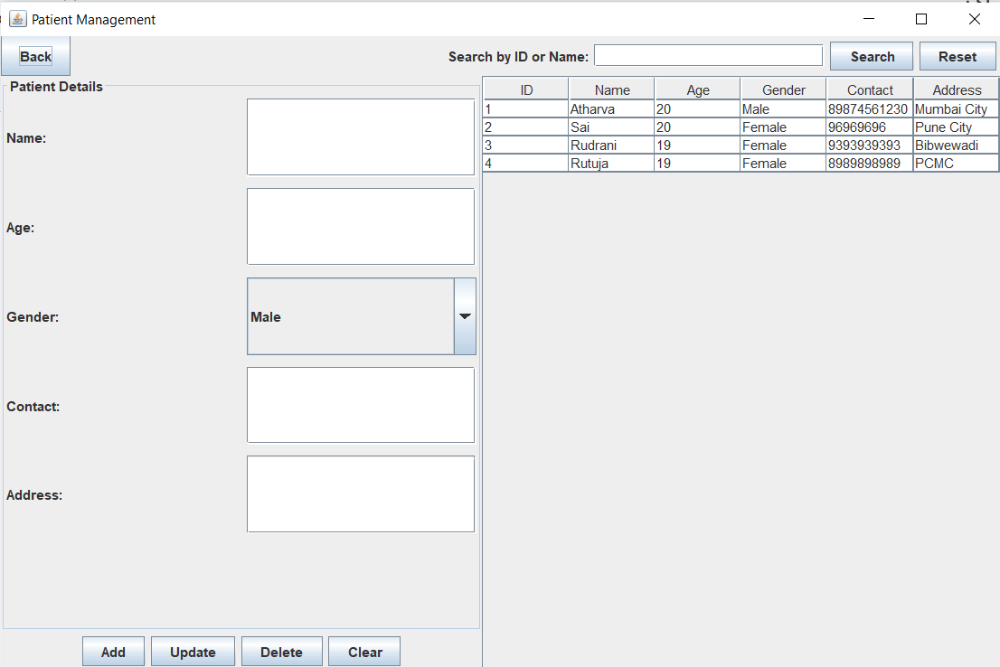 Patient Management
Back
Search by ID or Name:
Search
Reset
Patient Details
Name:
Age:
Gender:
Male
Contact:
Address:
Add
Update
Delete
Clear
ID Name Age Gender Contact Address
1 Atharva 20 Male 89874561230 Mumbai City
2 Sai 20 Female 96969696 Pune City
3 Rudrani 19 Female 9393939393 Bibwewadi
4 Rutuja 19 Female 8989898989 PCMC